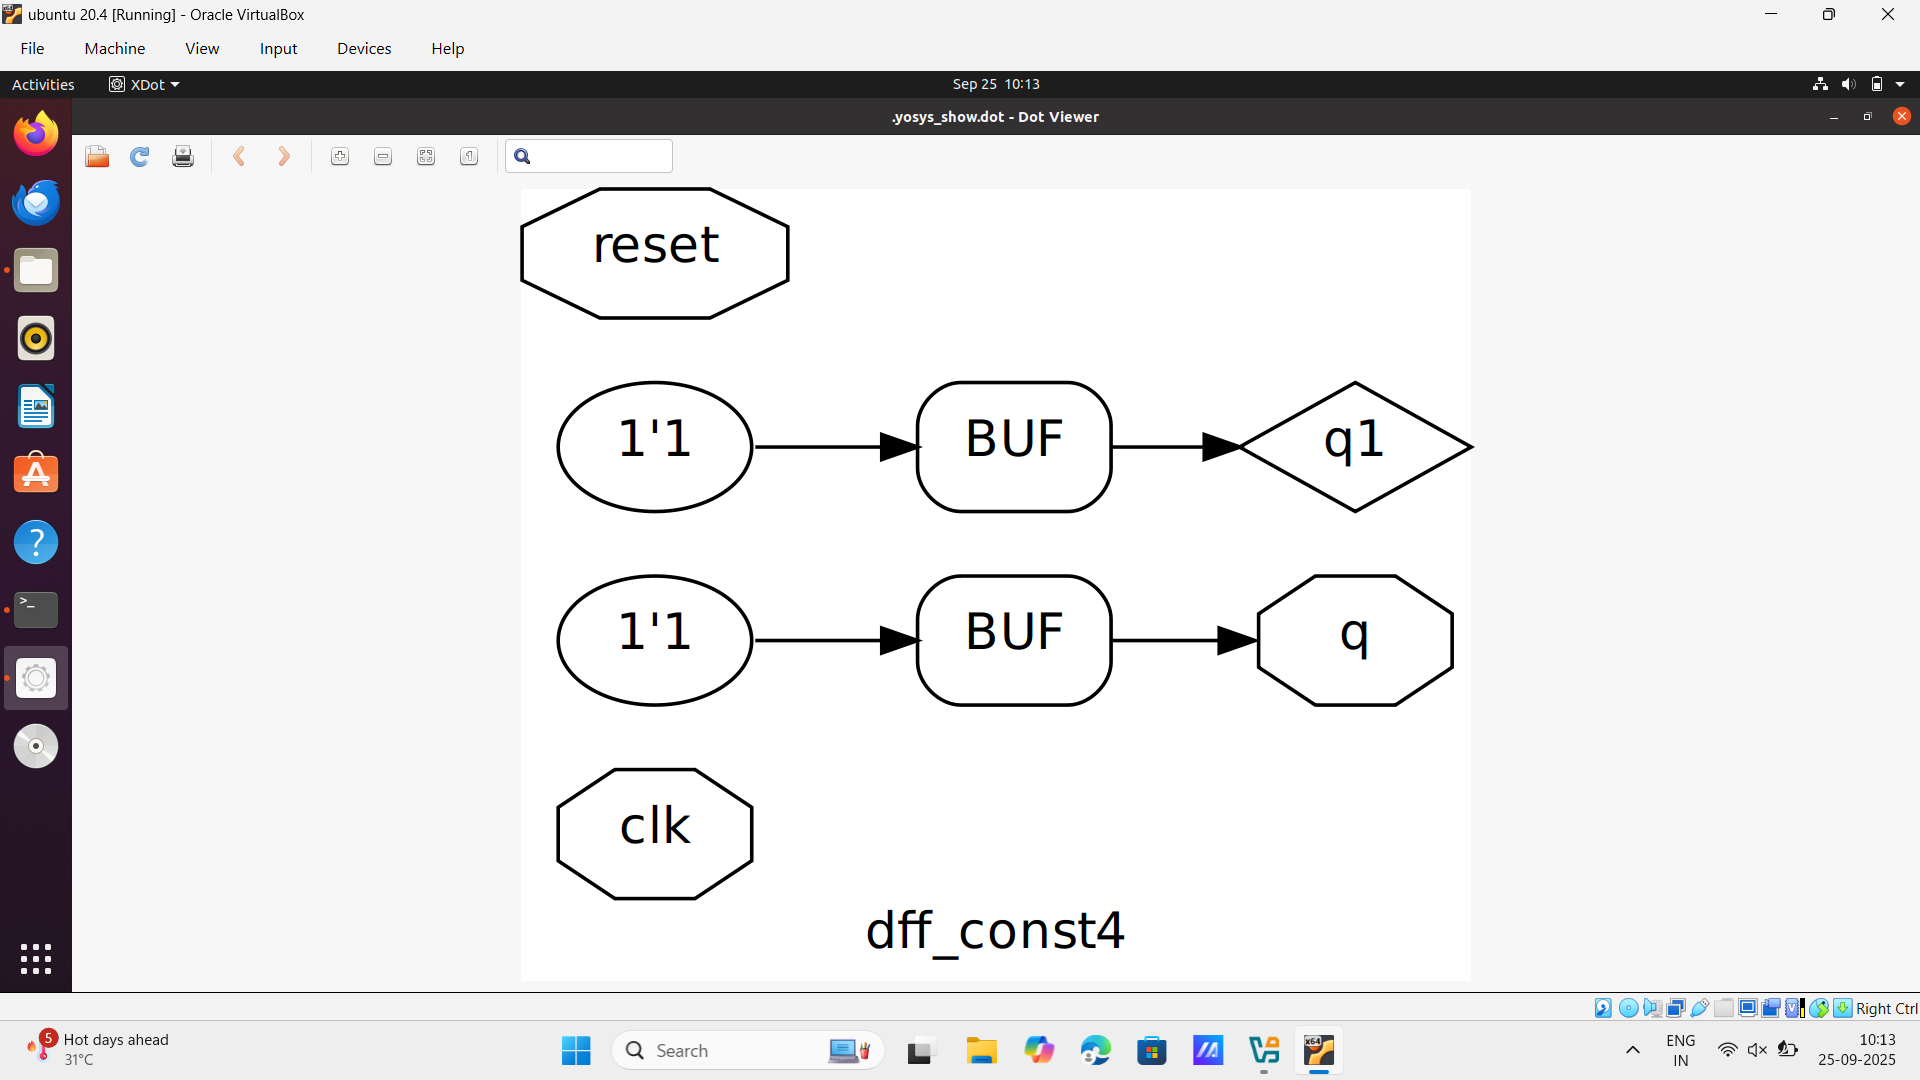 ubuntu 20.4 [Running] - Oracle VirtualBox
File Machine View Input Devices Help
Activities XDot Sep 25 10:13
.yosys_show.dot - Dot Viewer
reset
1'1 BUF q1
1'1 BUF q
clk
dff_const4
Right Ctrl
5 Hot days ahead
31°C
Search
ENG
IN
10:13
25-09-2025